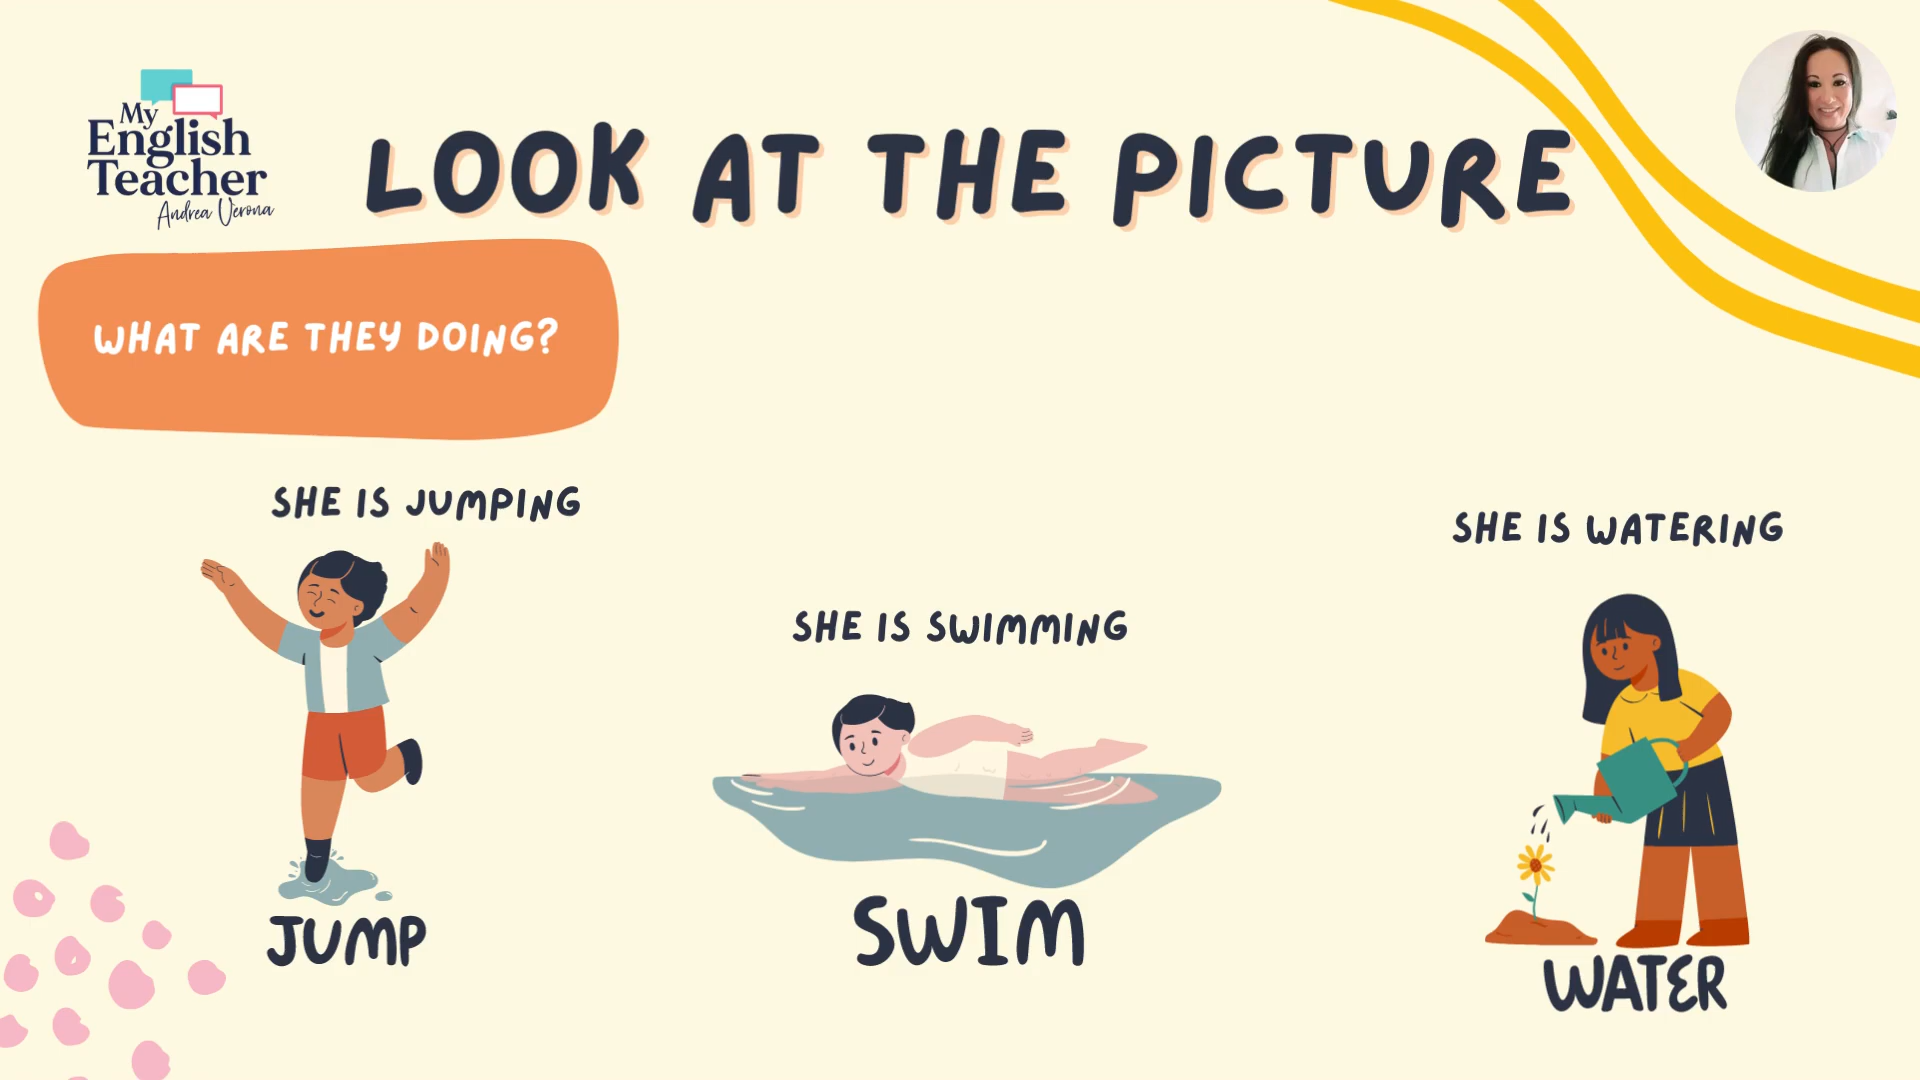 My
English
Teacher
Andrea Verona
LOOK AT THE PICTURE
WHAT ARE THEY DOING?
SHE IS JUMPING
SHE IS SWIMMING
SHE IS WATERING
JUMP
SWIM
WATER